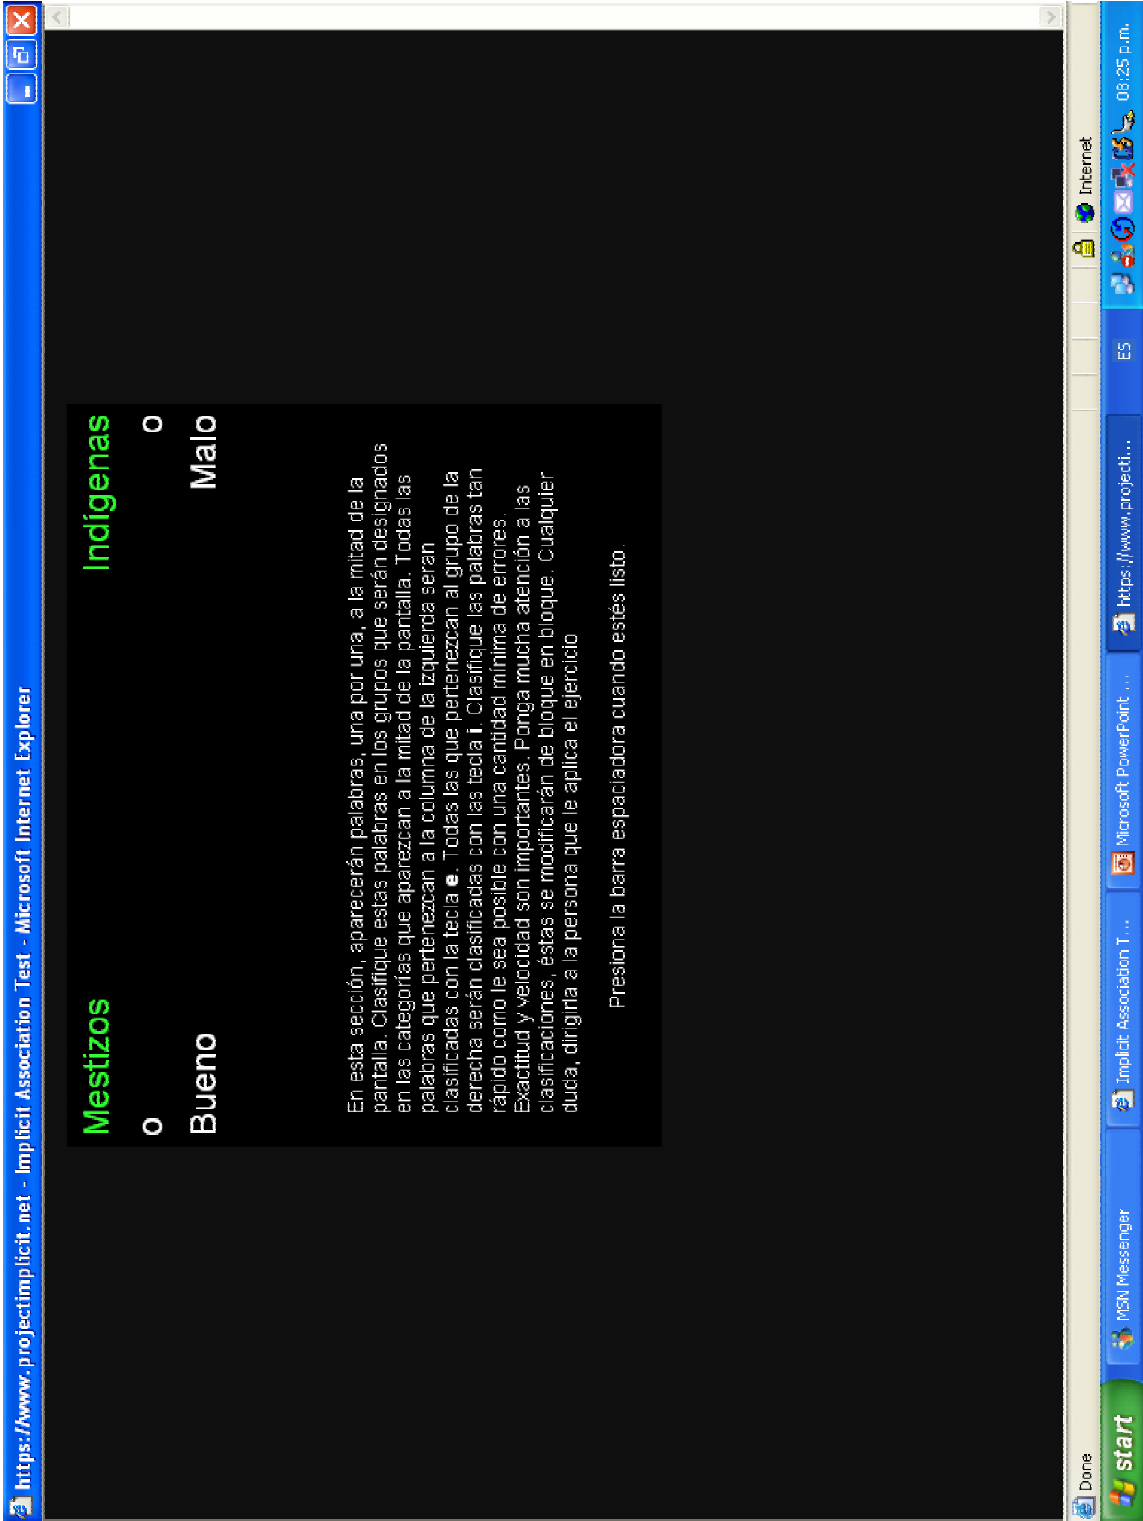 https://www.projectimplicit.net - Implicit Association Test - Microsoft Internet Explorer
Mestizos Indígenas
o o
Bueno Malo
En esta sección, aparecerán palabras, una por una, a la mitad de la
pantalla. Clasifique estas palabras en los grupos que serán designados
en las categorías que aparezcan a la mitad de la pantalla. Todas las
palabras que pertenezcan a la columna de la izquierda seran
clasificadas con la tecla e. Todas las que pertenezcan al grupo de la
derecha serán clasificadas con las tecla i. Clasifique las palabras tan
rápido como le sea posible con una cantidad mínima de errores.
Exactitud y velocidad son importantes. Ponga mucha atención a las
clasificaciones, éstas se modificarán de bloque en bloque. Cualquier
duda, dirigirla a la persona que le aplica el ejercicio
Presiona la barra espaciadora cuando estés listo.
Done Internet
start MSN Messenger Implicit Association T... Microsoft PowerPoint ... https://www.projecti... ES 08:25 p.m.